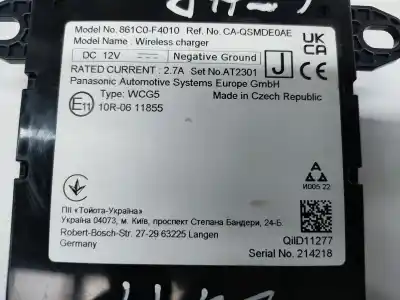 Model No. 861C0-F4010 Ref. No. CA-QSMDE0AE
Model Name : Wireless charger
DC 12V Negative Ground
RATED CURRENT : 2.7A Set No.AT2301
Panasonic Automotive Systems Europe GmbH
Type: WCG5 Made in Czech Republic
E11 10R-06 11855
UK
CA
J
CE
И005 22
ПІІ «Тойота-Україна»
Україна 04073, м. Київ, проспект Степана Бандери, 24-Б
Robert-Bosch-Str. 27-29 63225 Langen
Germany
QiID11277
Serial No. 214218